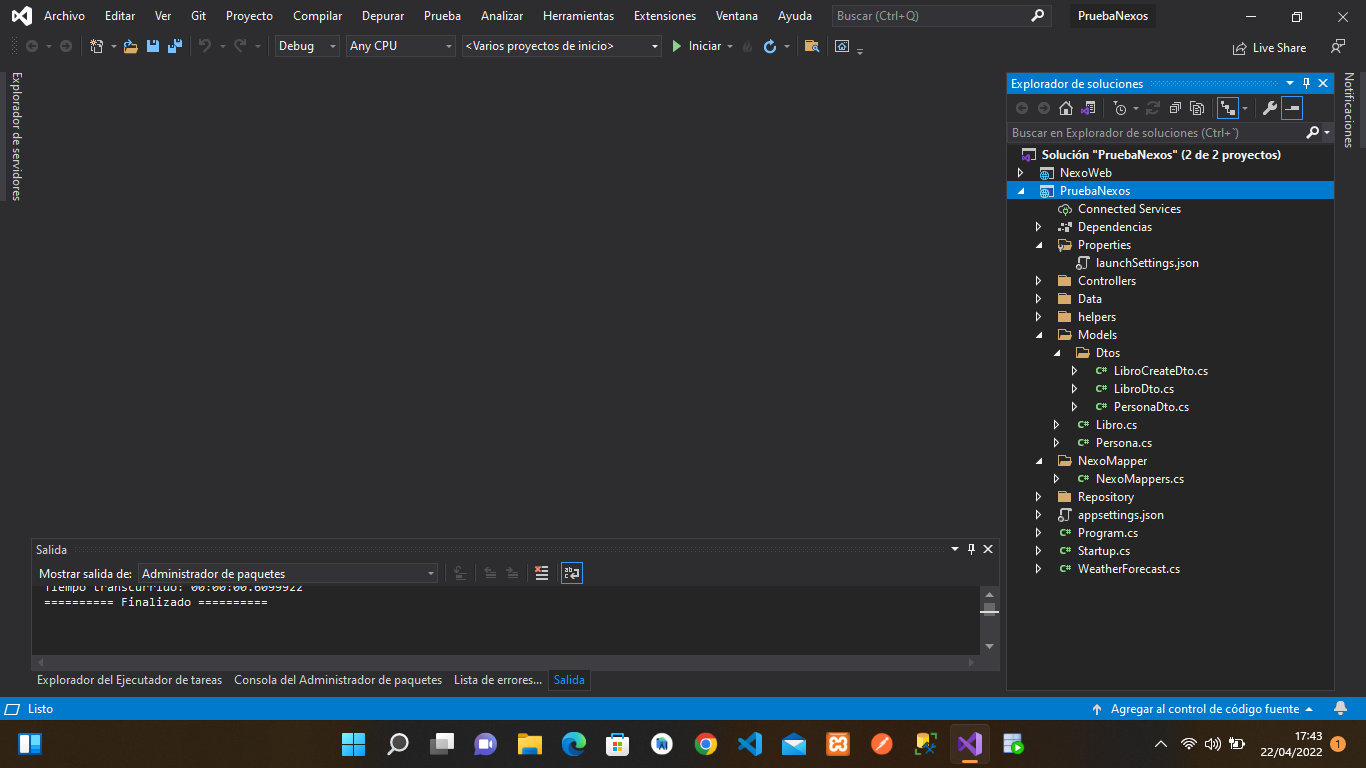 Archivo Editar Ver Git Proyecto Compilar Depurar Prueba Analizar Herramientas Extensiones Ventana Ayuda Buscar (Ctrl+Q) PruebaNexos
Debug Any CPU <Varios proyectos de inicio> Iniciar Live Share
Explorador de servidores
Explorador de soluciones
Notificaciones
Buscar en Explorador de soluciones (Ctrl+`)
Solución "PruebaNexos" (2 de 2 proyectos)
NexoWeb
PruebaNexos
Connected Services
Dependencias
Properties
launchSettings.json
Controllers
Data
helpers
Models
Dtos
C# LibroCreateDto.cs
C# LibroDto.cs
C# PersonaDto.cs
C# Libro.cs
C# Persona.cs
NexoMapper
C# NexoMappers.cs
Repository
appsettings.json
C# Program.cs
C# Startup.cs
C# WeatherForecast.cs
Salida
Mostrar salida de: Administrador de paquetes
Tiempo transcurrido: 00:00:00.6099922
========== Finalizado ==========
Explorador del Ejecutador de tareas Consola del Administrador de paquetes Lista de errores... Salida
Listo Agregar al control de código fuente
17:43
22/04/2022
1